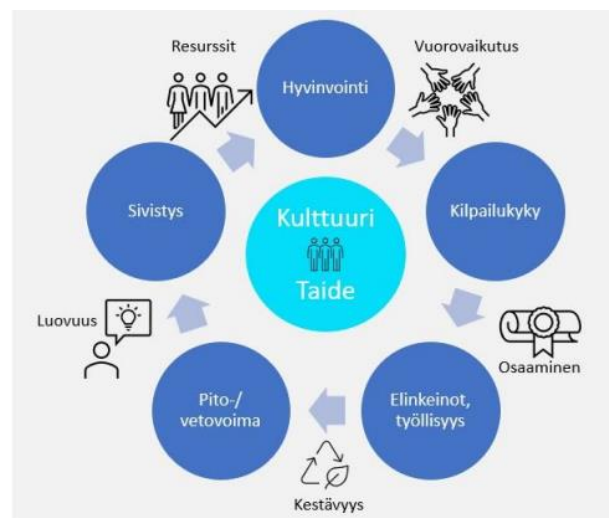 Resurssit
Vuorovaikutus
Hyvinvointi
Sivistys
Kulttuuri
Taide
Kilpailukyky
Luovuus
Osaaminen
Pito-/
vetovoima
Elinkeinot,
työllisyys
Kestävyys